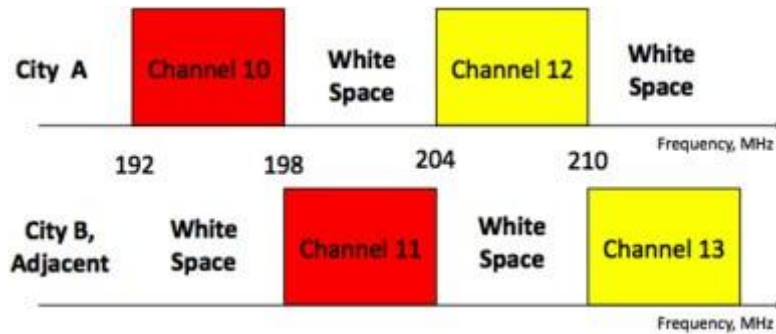 City A
Channel 10
White
Space
Channel 12
White
Space
Frequency, MHz
192
198
204
210
City B,
Adjacent
White
Space
Channel 11
White
Space
Channel 13
Frequency, MHz